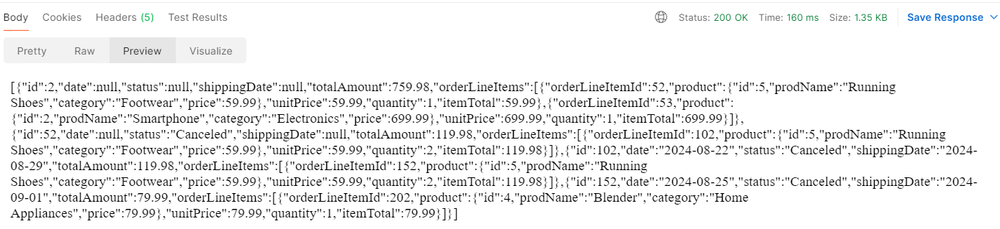 Body Cookies Headers (5) Test Results Status: 200 OK Time: 160 ms Size: 1.35 KB Save Response
Pretty Raw Preview Visualize
[{"id":2,"date":null,"status":null,"shippingDate":null,"totalAmount":759.98,"orderLineItems":[{"orderLineItemId":52,"product":{"id":5,"prodName":"Running
Shoes","category":"Footwear","price":59.99},"unitPrice":59.99,"quantity":1,"itemTotal":59.99},{"orderLineItemId":53,"product":
{"id":2,"prodName":"Smartphone","category":"Electronics","price":699.99},"unitPrice":699.99,"quantity":1,"itemTotal":699.99}]},
{"id":52,"date":null,"status":"Canceled","shippingDate":null,"totalAmount":119.98,"orderLineItems":[{"orderLineItemId":102,"product":{"id":5,"prodName":"Running
Shoes","category":"Footwear","price":59.99},"unitPrice":59.99,"quantity":2,"itemTotal":119.98}]},{"id":102,"date":"2024-08-22","status":"Canceled","shippingDate":"2024-
08-29","totalAmount":119.98,"orderLineItems":[{"orderLineItemId":152,"product":{"id":5,"prodName":"Running
Shoes","category":"Footwear","price":59.99},"unitPrice":59.99,"quantity":2,"itemTotal":119.98}]},{"id":152,"date":"2024-08-25","status":"Canceled","shippingDate":"2024-
09-01","totalAmount":79.99,"orderLineItems":[{"orderLineItemId":202,"product":{"id":4,"prodName":"Blender","category":"Home
Appliances","price":79.99},"unitPrice":79.99,"quantity":1,"itemTotal":79.99}]}]